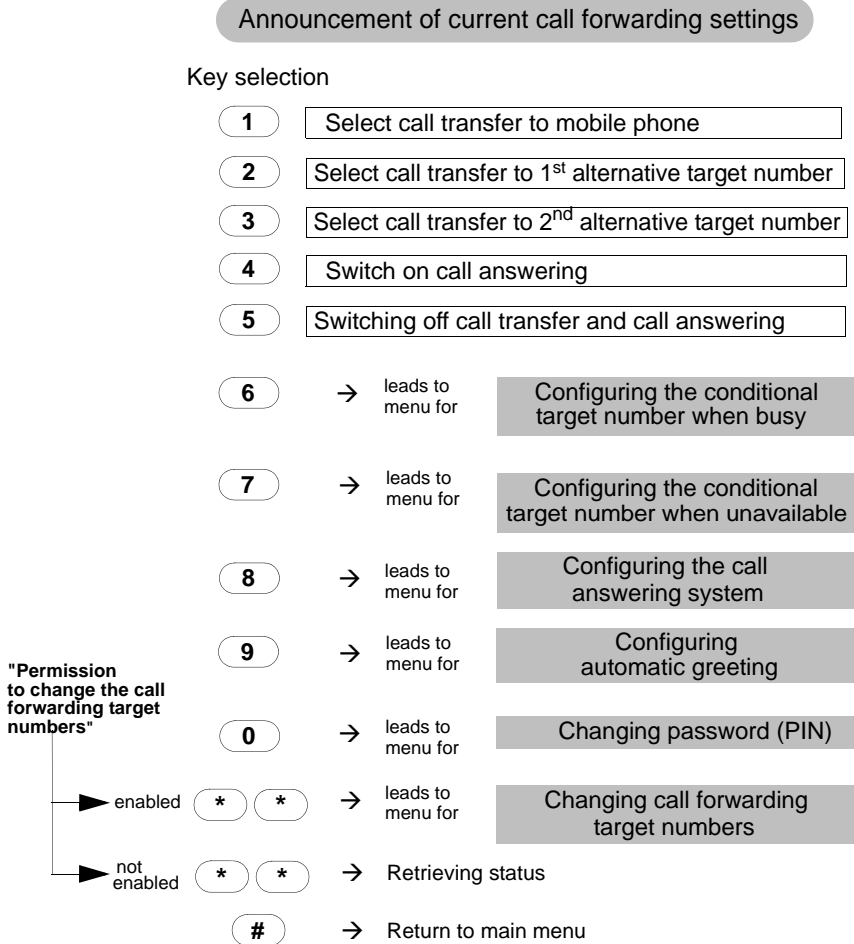 Announcement of current call forwarding settings
Key selection
1 Select call transfer to mobile phone
2 Select call transfer to 1st alternative target number
3 Select call transfer to 2nd alternative target number
4 Switch on call answering
5 Switching off call transfer and call answering
6 → leads to
menu for
Configuring the conditional
target number when busy
7 → leads to
menu for
Configuring the conditional
target number when unavailable
8 → leads to
menu for
Configuring the call
answering system
9 → leads to
menu for
Configuring
automatic greeting
"Permission
to change the call
forwarding target
numbers"
0 → leads to
menu for
Changing password (PIN)
enabled * * → leads to
menu for
Changing call forwarding
target numbers
not
enabled
* * → Retrieving status
# → Return to main menu